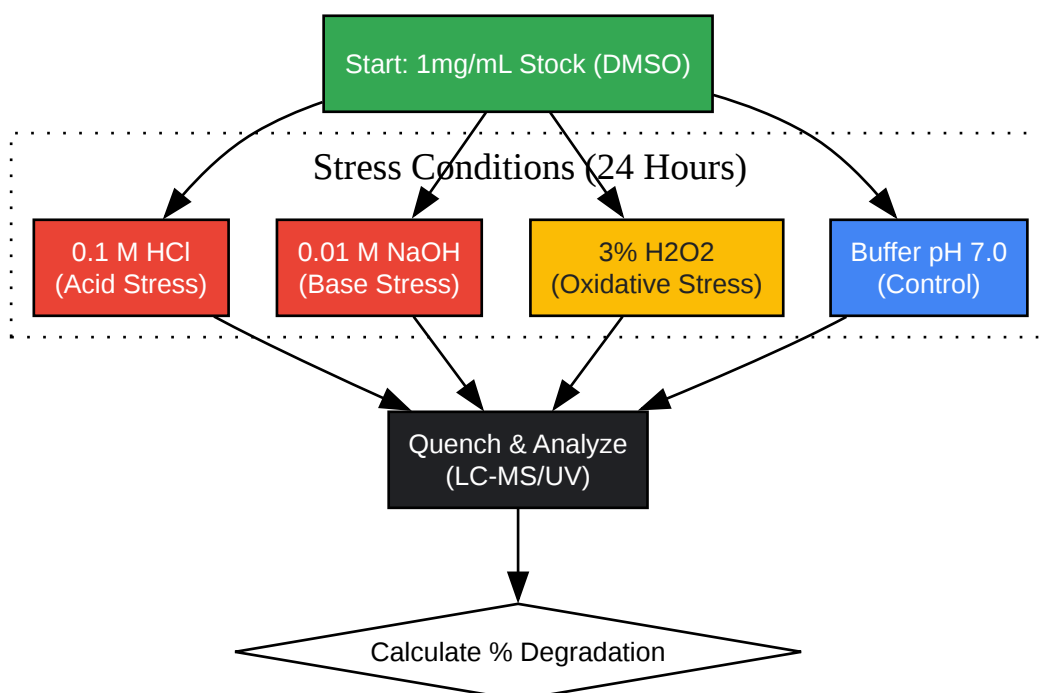 Start: 1mg/mL Stock (DMSO)
Stress Conditions (24 Hours)
0.1 M HCl
(Acid Stress)
0.01 M NaOH
(Base Stress)
3% H2O2
(Oxidative Stress)
Buffer pH 7.0
(Control)
Quench & Analyze
(LC-MS/UV)
Calculate % Degradation